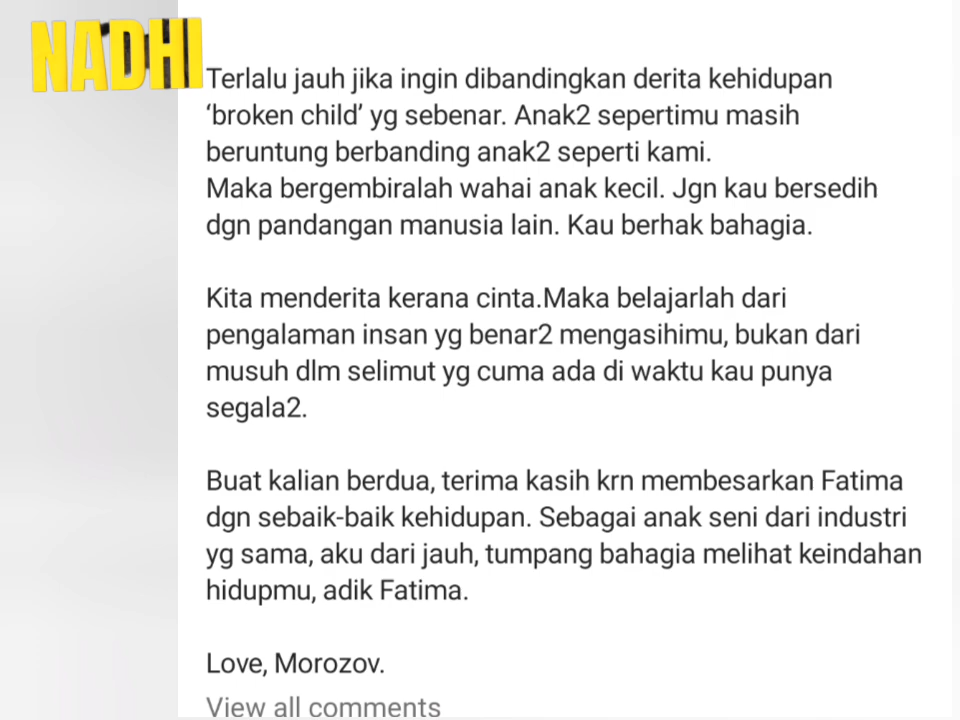 NADHI
Terlalu jauh jika ingin dibandingkan derita kehidupan
‘broken child’ yg sebenar. Anak2 sepertimu masih
beruntung berbanding anak2 seperti kami.
Maka bergembiralah wahai anak kecil. Jgn kau bersedih
dgn pandangan manusia lain. Kau berhak bahagia.
Kita menderita kerana cinta.Maka belajarlah dari
pengalaman insan yg benar2 mengasihimu, bukan dari
musuh dlm selimut yg cuma ada di waktu kau punya
segala2.
Buat kalian berdua, terima kasih krn membesarkan Fatima
dgn sebaik-baik kehidupan. Sebagai anak seni dari industri
yg sama, aku dari jauh, tumpang bahagia melihat keindahan
hidupmu, adik Fatima.
Love, Morozov.
View all comments